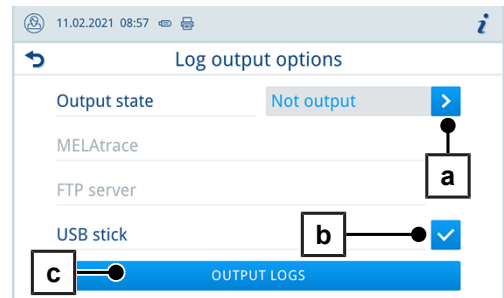 11.02.2021 08:57 i
Log output options
Output state Not output
a
MELAtrace
FTP server
USB stick b
c OUTPUT LOGS